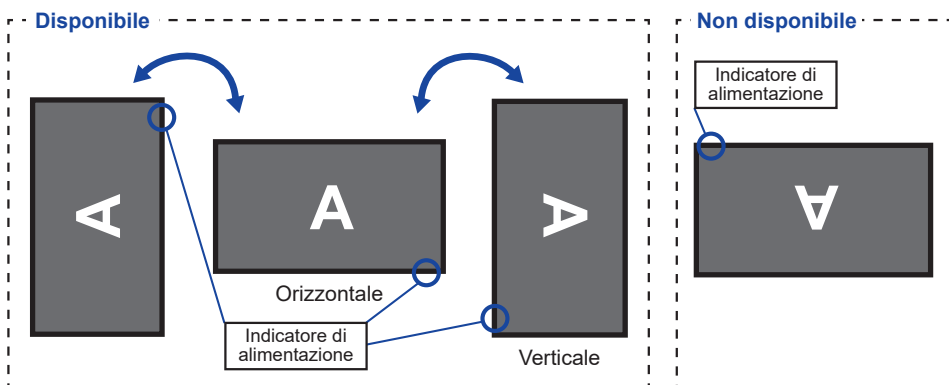 Disponibile
Non disponibile
Indicatore di
alimentazione
A
A
A
A
Orizzontale
Indicatore di
alimentazione
Verticale